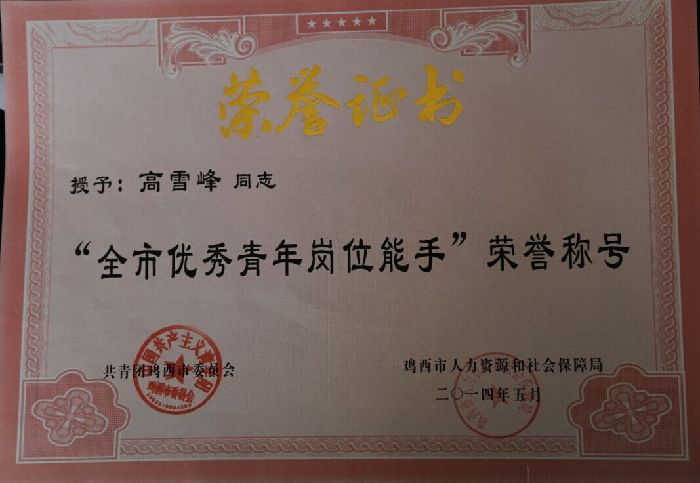 荣誉证书
授予：高雪峰 同志
“全市优秀青年岗位能手”荣誉称号
共青团鸡西市委员会
鸡西市人力资源和社会保障局
二〇一四年五月